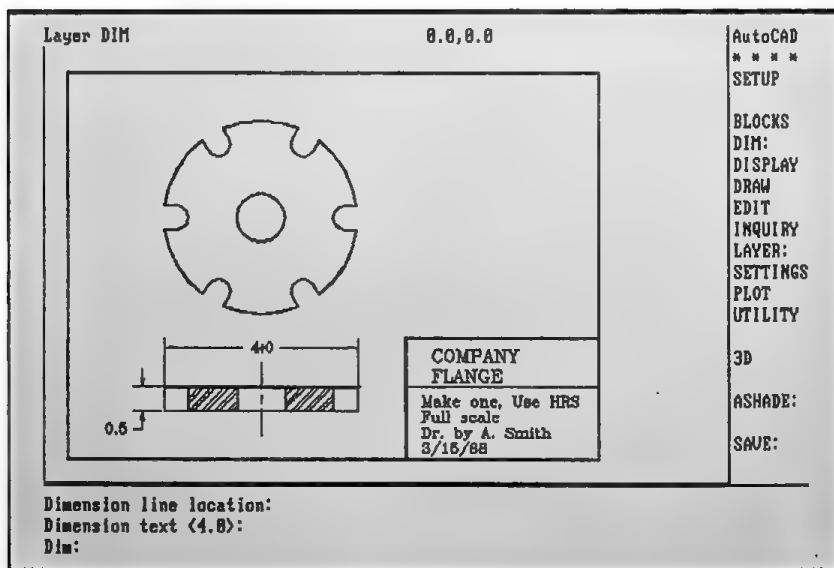 Layer DIM
0.0,0.0
AutoCAD
* * * *
SETUP
BLOCKS
DIM:
DISPLAY
DRAW
EDIT
INQUIRY
LAYER:
SETTINGS
PLOT
UTILITY
3D
ASHADE:
SAVE:
4.0
0.5
COMPANY
FLANGE
Make one, Use HRS
Full scale
Dr. by A. Smith
3/15/88
Dimension line location:
Dimension text <4.0>:
Dim: